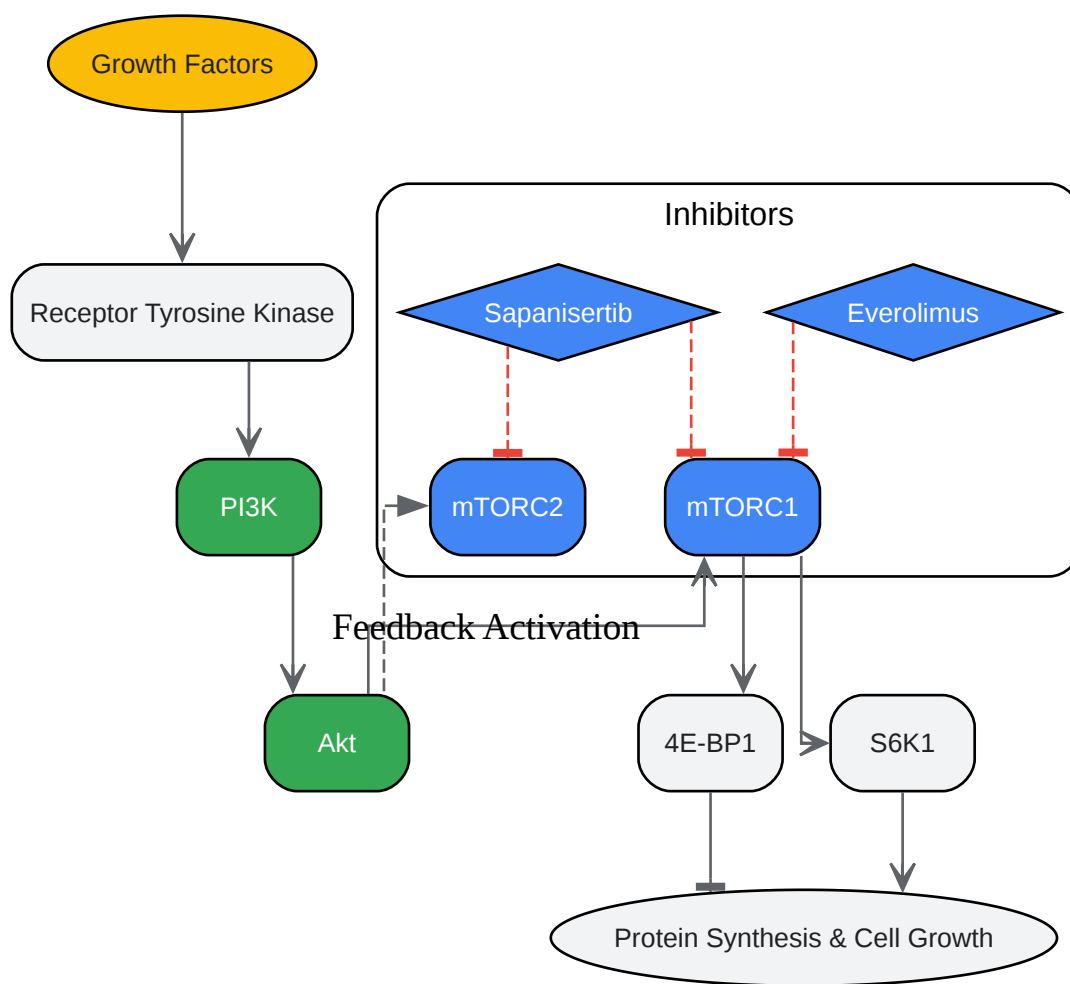 Growth Factors
Inhibitors
Receptor Tyrosine Kinase
Sapanisertib
Everolimus
PI3K
mTORC2
mTORC1
Feedback Activation
Akt
4E-BP1
S6K1
Protein Synthesis & Cell Growth